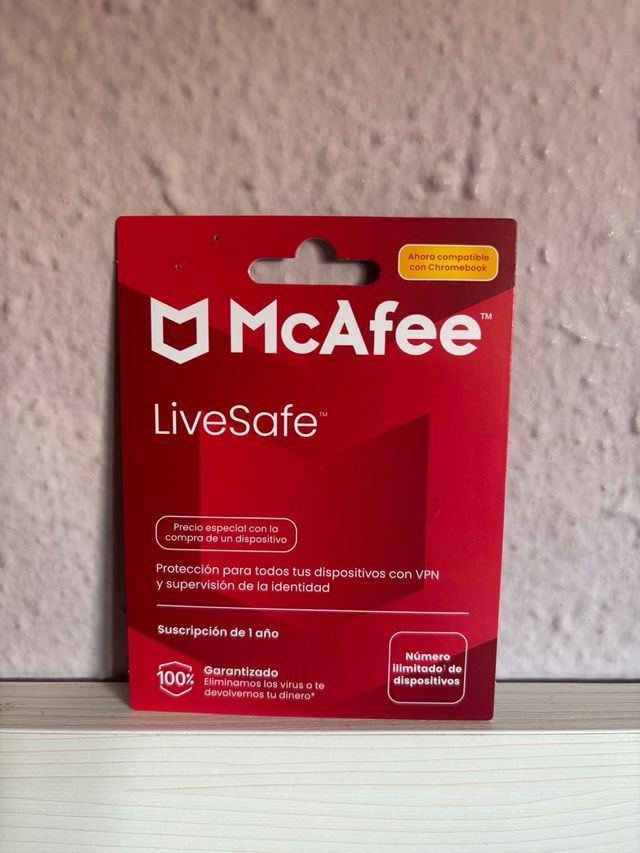 Ahora compatible
con Chromebook
McAfee™
LiveSafe™
Precio especial con la
compra de un dispositivo
Protección para todos tus dispositivos con VPN
y supervisión de la identidad
Suscripción de 1 año
100%
Garantizado
Eliminamos los virus o te
devolvemos tu dinero*
Número
ilimitado† de
dispositivos